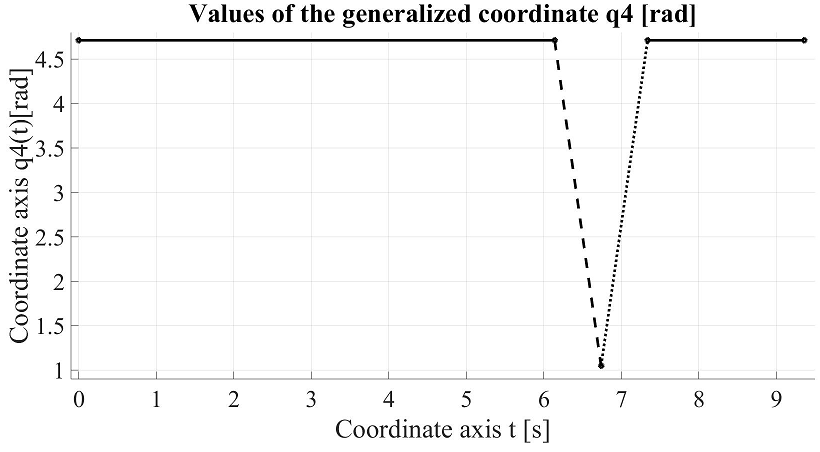 Values of the generalized coordinate q4 [rad]
Coordinate axis q4(t)[rad]
4.5
4
3.5
3
2.5
2
1.5
1
0 1 2 3 4 5 6 7 8 9
Coordinate axis t [s]